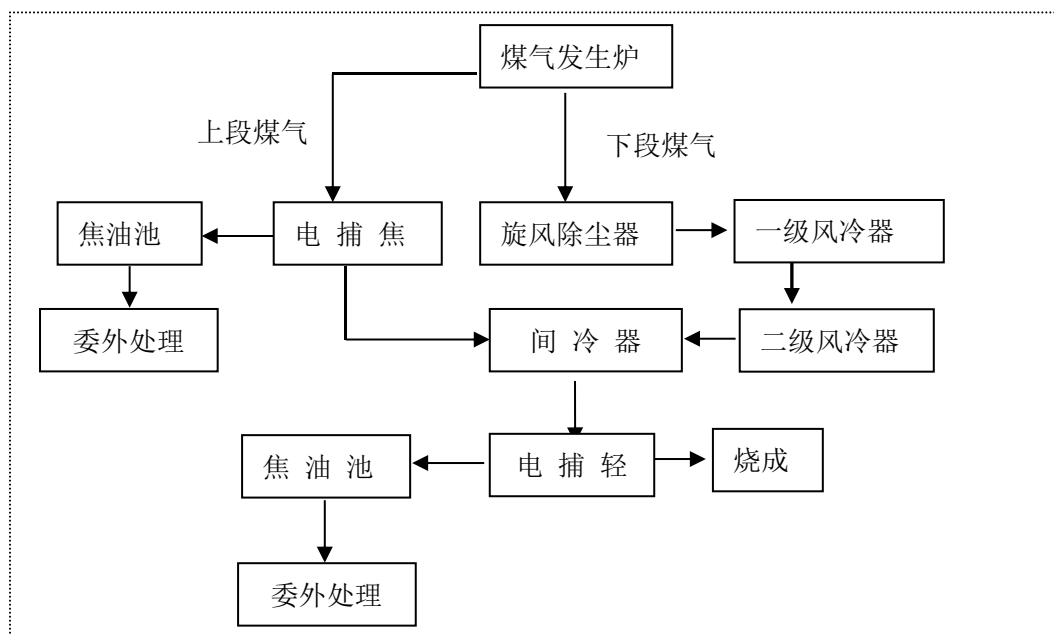 煤气发生炉
上段煤气
下段煤气
焦油池
电 捕 焦
旋风除尘器
一级风冷器
委外处理
间 冷 器
二级风冷器
焦 油 池
电 捕 轻
烧成
委外处理